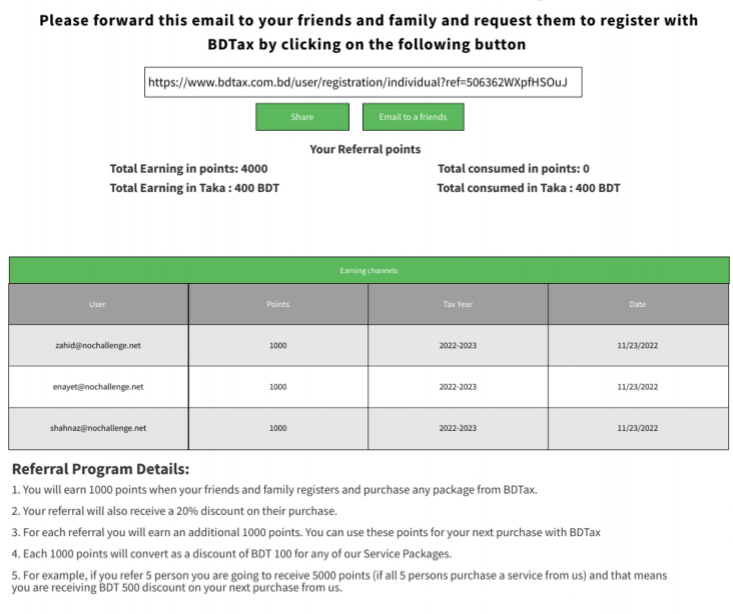 Please forward this email to your friends and family and request them to register with
BDTax by clicking on the following button
https://www.bdtax.com.bd/user/registration/individual?ref=506362WXpfHSOuJ
Share
Email to a friends
Your Referral points
Total Earning in points: 4000
Total consumed in points: 0
Total Earning in Taka : 400 BDT
Total consumed in Taka : 400 BDT
Earning channels
User Points Tax Year Date
zahid@nochallenge.net 1000 2022-2023 11/23/2022
enayet@nochallenge.net 1000 2022-2023 11/23/2022
shahnaz@nochallenge.net 1000 2022-2023 11/23/2022
Referral Program Details:
1. You will earn 1000 points when your friends and family registers and purchase any package from BDTax.
2. Your referral will also receive a 20% discount on their purchase.
3. For each referral you will earn an additional 1000 points. You can use these points for your next purchase with BDTax
4. Each 1000 points will convert as a discount of BDT 100 for any of our Service Packages.
5. For example, if you refer 5 person you are going to receive 5000 points (if all 5 persons purchase a service from us) and that means
you are receiving BDT 500 discount on your next purchase from us.